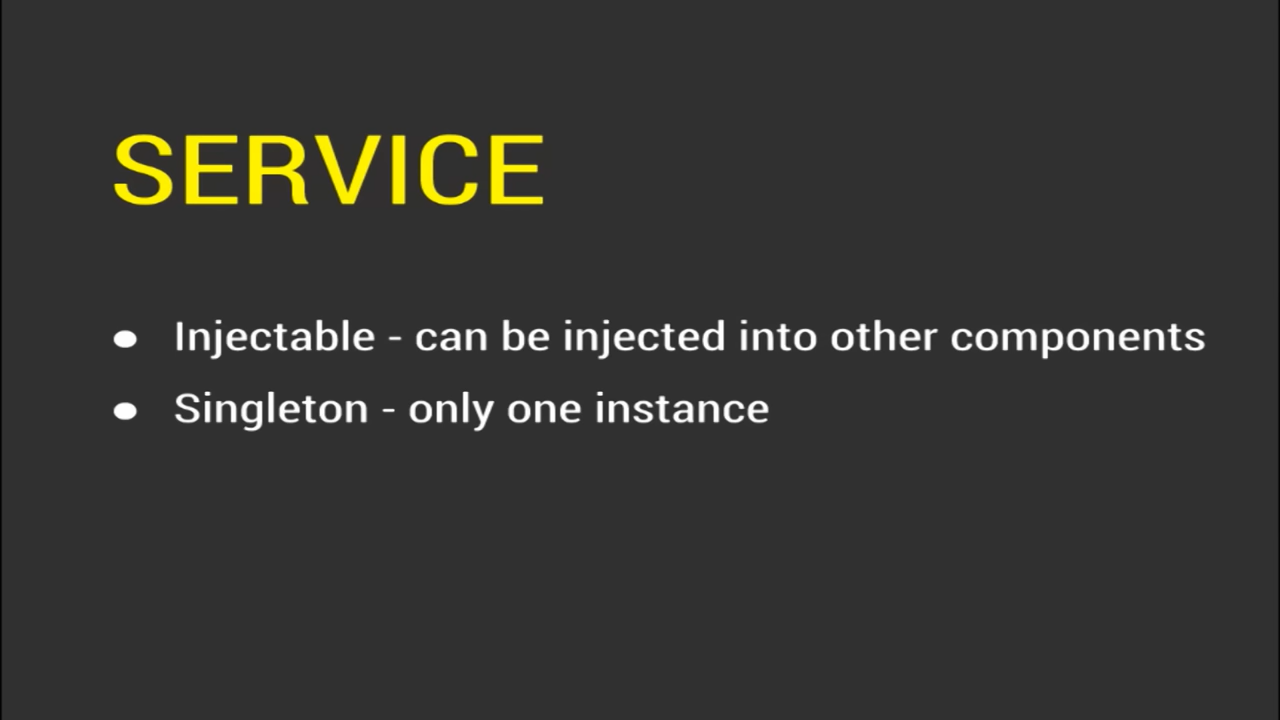 SERVICE
● Injectable - can be injected into other components
● Singleton - only one instance